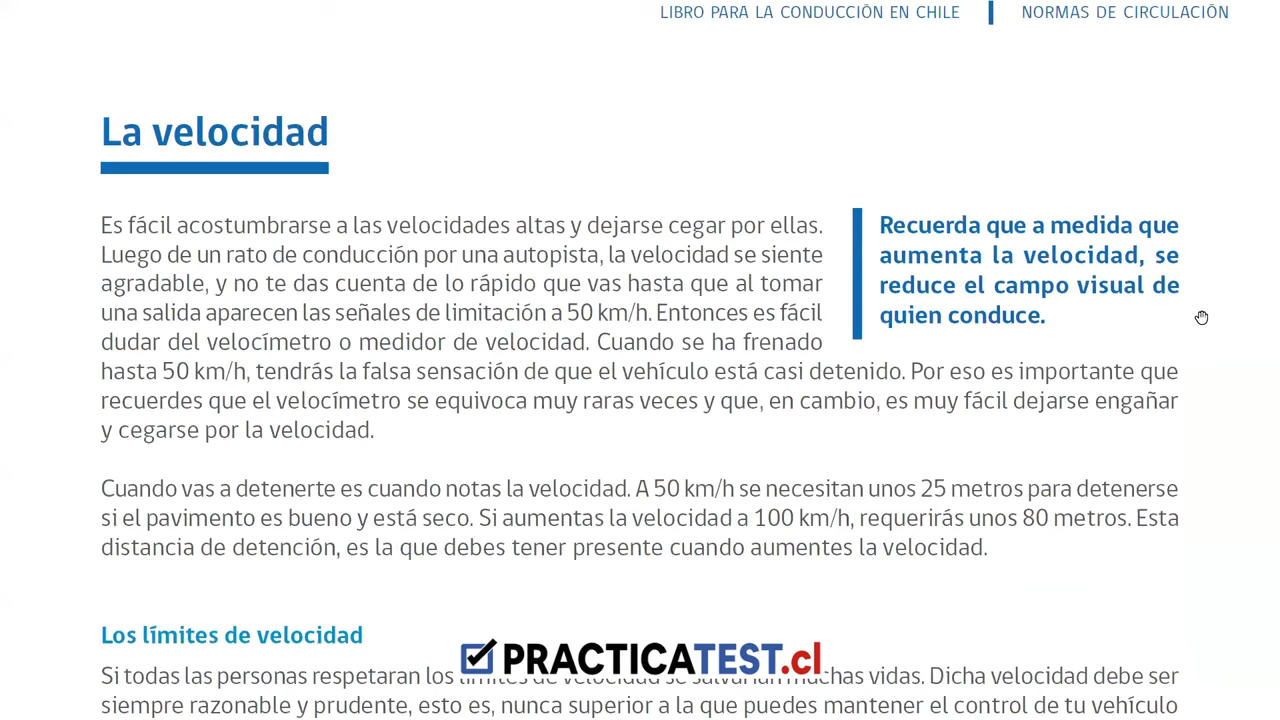 LIBRO PARA LA CONDUCCIÓN EN CHILE | NORMAS DE CIRCULACIÓN
La velocidad
Es fácil acostumbrarse a las velocidades altas y dejarse cegar por ellas.
Luego de un rato de conducción por una autopista, la velocidad se siente
agradable, y no te das cuenta de lo rápido que vas hasta que al tomar
una salida aparecen las señales de limitación a 50 km/h. Entonces es fácil
dudar del velocímetro o medidor de velocidad. Cuando se ha frenado
hasta 50 km/h, tendrás la falsa sensación de que el vehículo está casi detenido. Por eso es importante que
recuerdes que el velocímetro se equivoca muy raras veces y que, en cambio, es muy fácil dejarse engañar
y cegarse por la velocidad.
Recuerda que a medida que
aumenta la velocidad, se
reduce el campo visual de
quien conduce.
Cuando vas a detenerte es cuando notas la velocidad. A 50 km/h se necesitan unos 25 metros para detenerse
si el pavimento es bueno y está seco. Si aumentas la velocidad a 100 km/h, requerirás unos 80 metros. Esta
distancia de detención, es la que debes tener presente cuando aumentes la velocidad.
Los límites de velocidad
PRACTICATEST.cl
Si todas las personas respetaran los límites de velocidad se salvarían muchas vidas. Dicha velocidad debe ser
siempre razonable y prudente, esto es, nunca superior a la que puedes mantener el control de tu vehículo